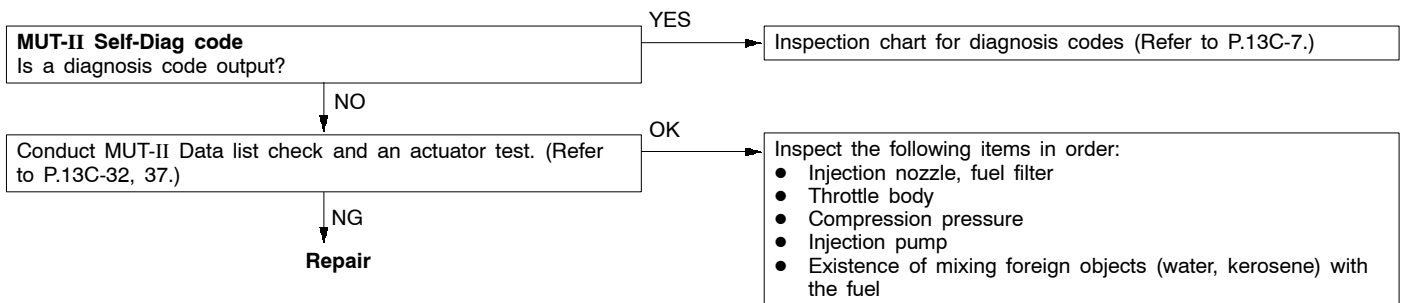 YES
MUT-II Self-Diag code
Is a diagnosis code output?
Inspection chart for diagnosis codes (Refer to P.13C-7.)
NO
OK
Conduct MUT-II Data list check and an actuator test. (Refer
to P.13C-32, 37.)
Inspect the following items in order:
● Injection nozzle, fuel filter
● Throttle body
● Compression pressure
● Injection pump
● Existence of mixing foreign objects (water, kerosene) with
the fuel
NG
Repair